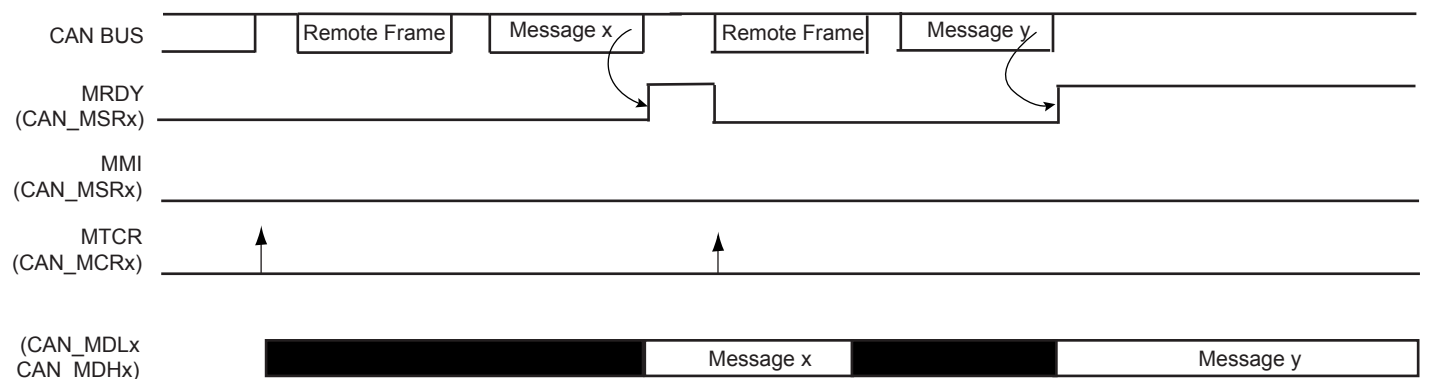 CAN BUS
Remote Frame
Message x
Remote Frame
Message y
MRDY
(CAN_MSRx)
MMI
(CAN_MSRx)
MTCR
(CAN_MCRx)
(CAN_MDLx
CAN_MDHx)
Message x
Message y